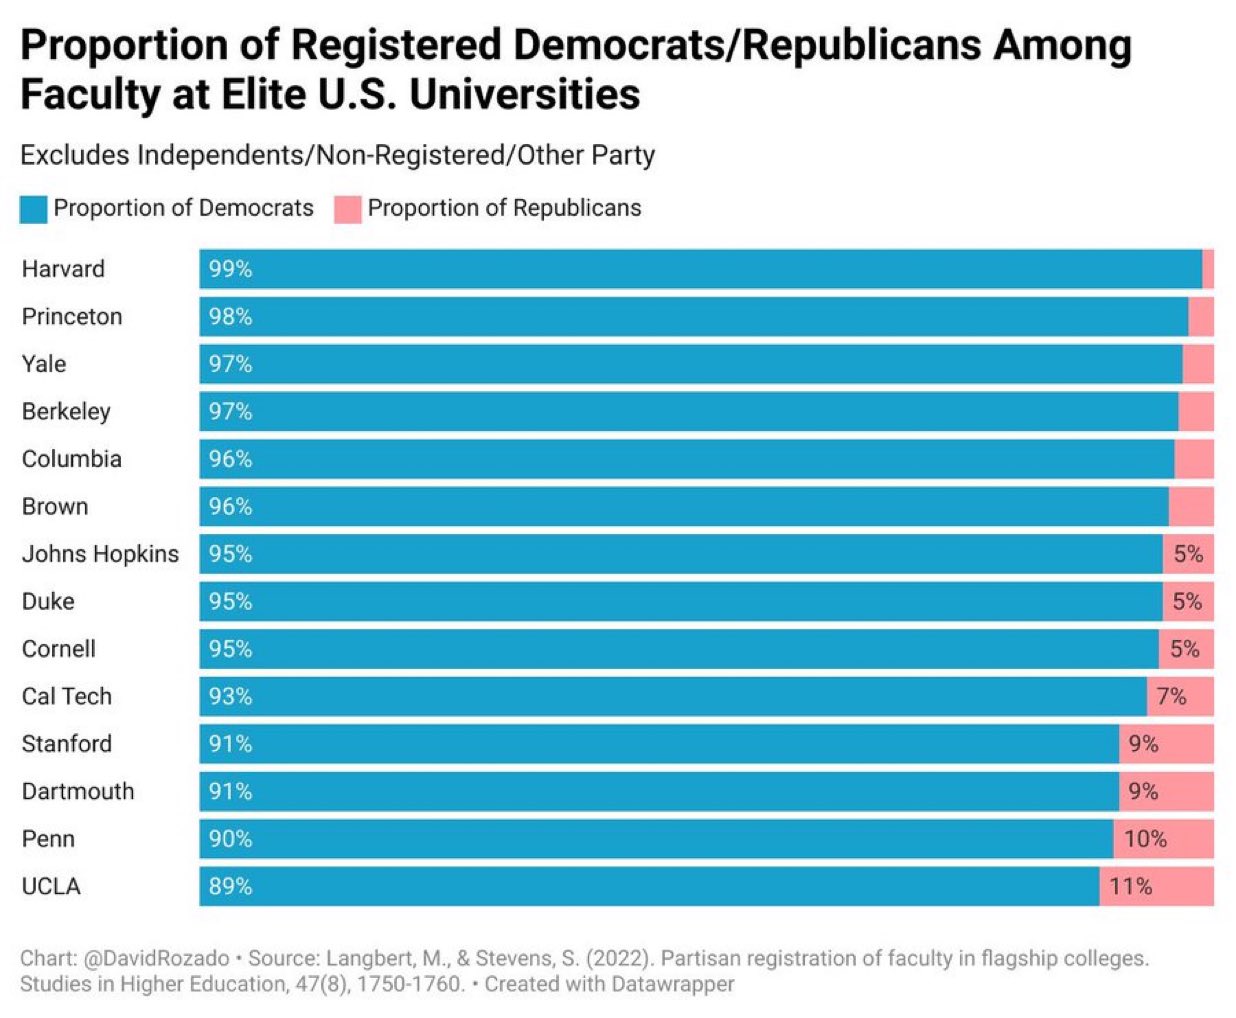 Proportion of Registered Democrats/Republicans Among
Faculty at Elite U.S. Universities
Excludes Independents/Non-Registered/Other Party
Proportion of Democrats Proportion of Republicans
Harvard 99%
Princeton 98%
Yale 97%
Berkeley 97%
Columbia 96%
Brown 96%
Johns Hopkins 95% 5%
Duke 95% 5%
Cornell 95% 5%
Cal Tech 93% 7%
Stanford 91% 9%
Dartmouth 91% 9%
Penn 90% 10%
UCLA 89% 11%
Chart: @DavidRozado • Source: Langbert, M., & Stevens, S. (2022). Partisan registration of faculty in flagship colleges.
Studies in Higher Education, 47(8), 1750-1760. • Created with Datawrapper